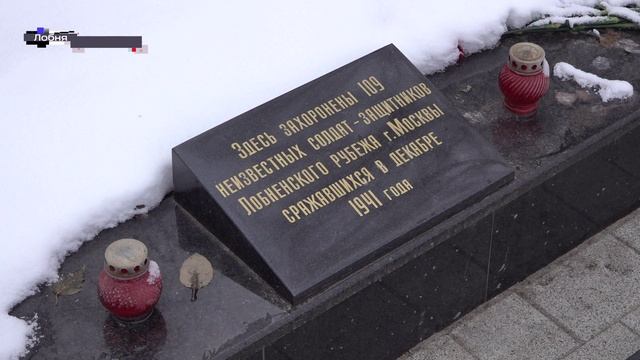 Лобня
Здесь захоронены 109
неизвестных солдат-защитников
Лобненского рубежа г. Москвы
сражавшихся в декабре
1941 года